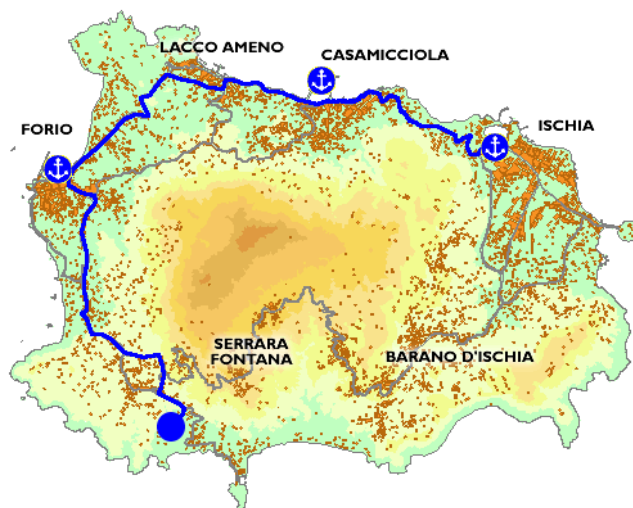 LACCO AMENO
CASAMICCIOLA
FORIO
ISCHIA
SERRARA
FONTANA
BARANO D'ISCHIA